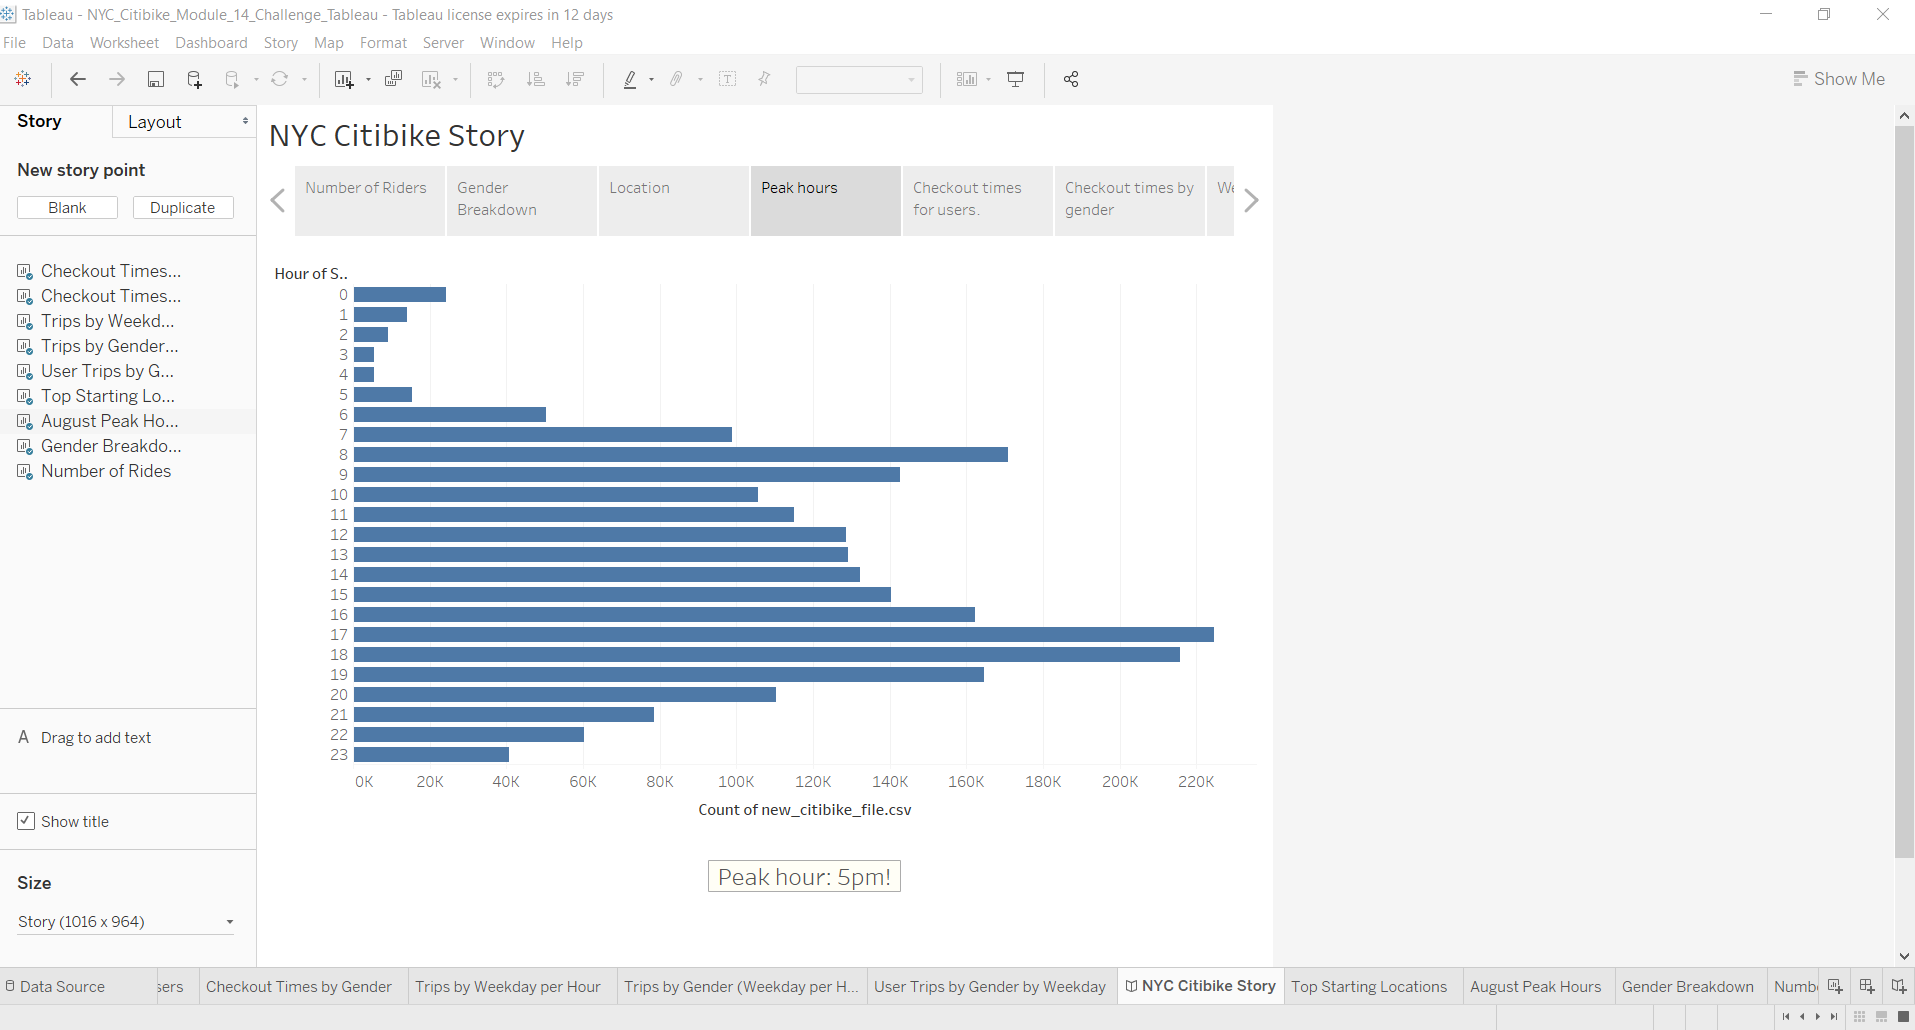 Tableau - NYC_Citibike_Module_14_Challenge_Tableau - Tableau license expires in 12 days
File Data Worksheet Dashboard Story Map Format Server Window Help
Show Me
Story Layout
New story point
Blank Duplicate
Checkout Times...
Checkout Times...
Trips by Weekd...
Trips by Gender...
User Trips by G...
Top Starting Lo...
August Peak Ho...
Gender Breakdo...
Number of Rides
A Drag to add text
Show title
Size
Story (1016 x 964)
NYC Citibike Story
Number of Riders
Gender
Breakdown
Location
Peak hours
Checkout times
for users.
Checkout times by
gender
We
Hour of S..
0
1
2
3
4
5
6
7
8
9
10
11
12
13
14
15
16
17
18
19
20
21
22
23
0K 20K 40K 60K 80K 100K 120K 140K 160K 180K 200K 220K
Count of new_citibike_file.csv
Peak hour: 5pm!
Data Source sers Checkout Times by Gender Trips by Weekday per Hour Trips by Gender (Weekday per H... User Trips by Gender by Weekday NYC Citibike Story Top Starting Locations August Peak Hours Gender Breakdown Numb